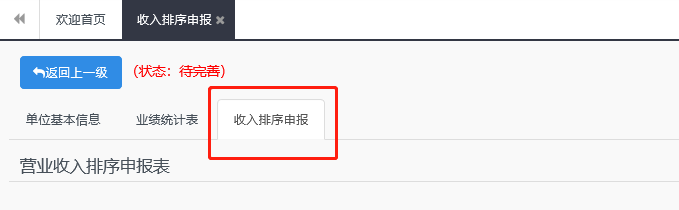 欢迎首页 收入排序申报
返回上一级 (状态：待完善)
单位基本信息 业绩统计表 收入排序申报
营业收入排序申报表